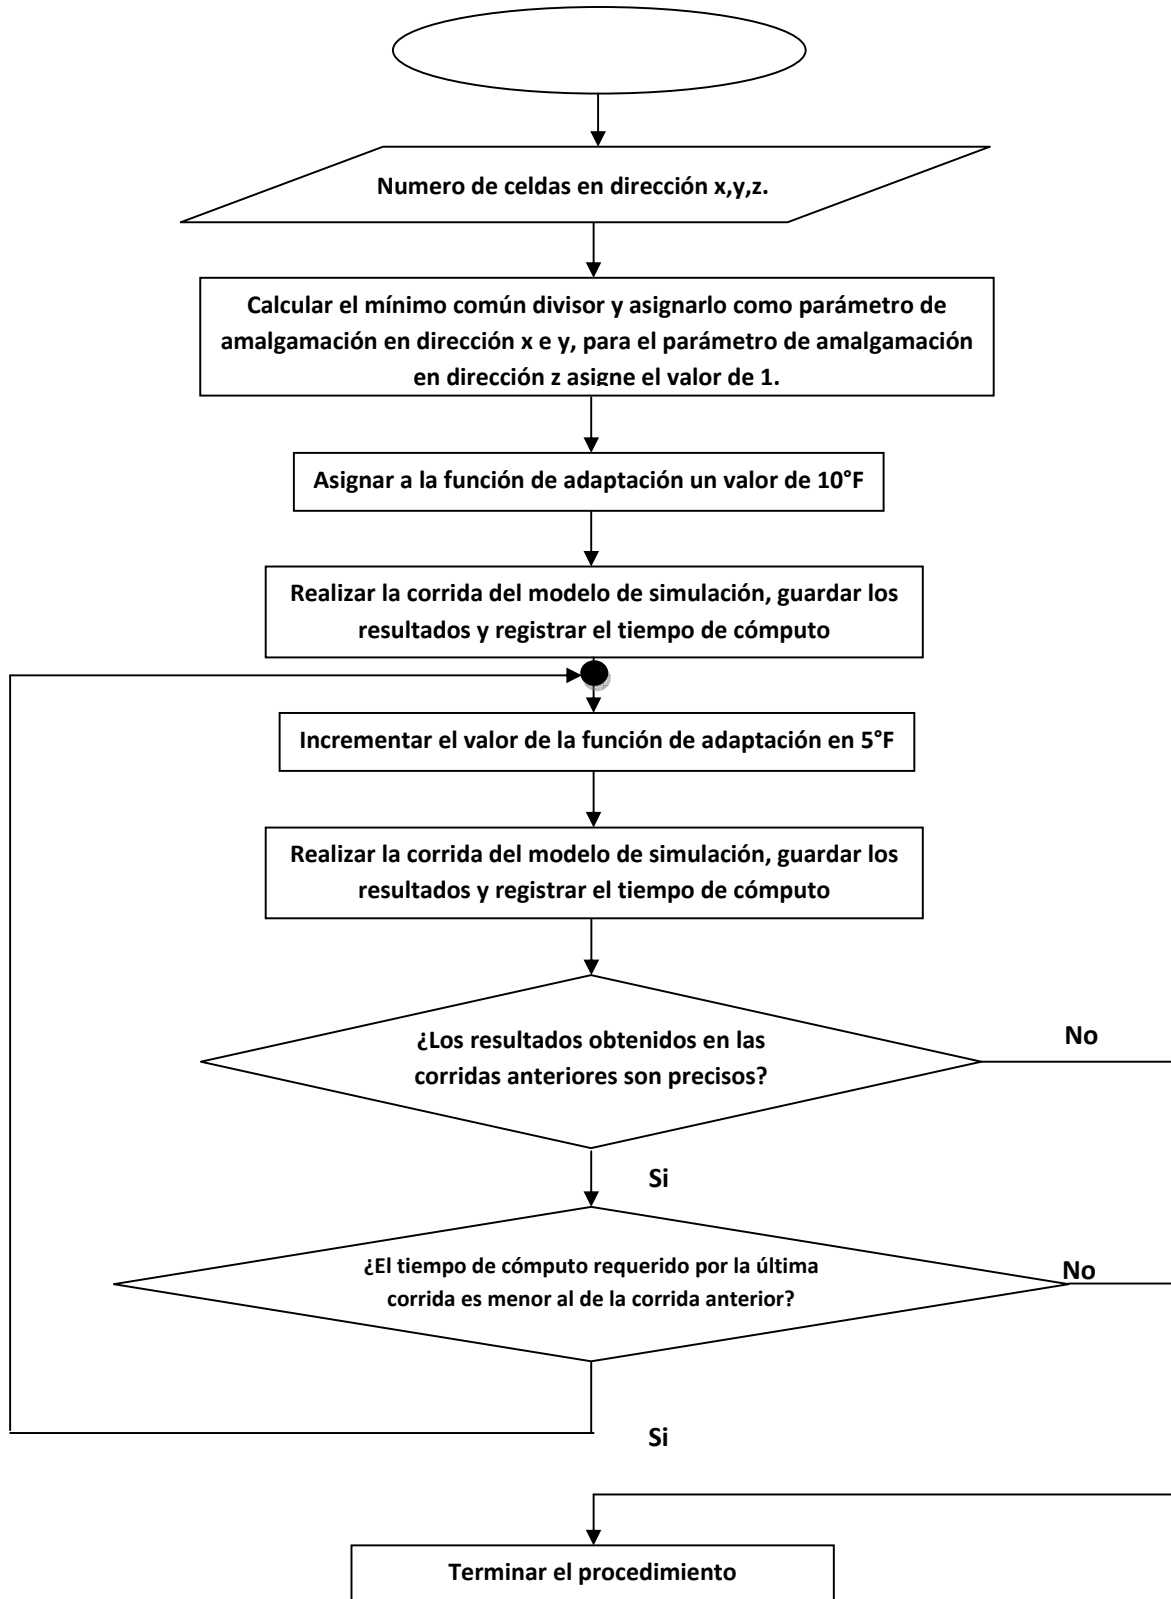 Numero de celdas en dirección x,y,z.
Calcular el mínimo común divisor y asignarlo como parámetro de
amalgamación en dirección x e y, para el parámetro de amalgamación
en dirección z asigne el valor de 1.
Asignar a la función de adaptación un valor de 10°F
Realizar la corrida del modelo de simulación, guardar los
resultados y registrar el tiempo de cómputo
Incrementar el valor de la función de adaptación en 5°F
Realizar la corrida del modelo de simulación, guardar los
resultados y registrar el tiempo de cómputo
¿Los resultados obtenidos en las
corridas anteriores son precisos?
No
Si
¿El tiempo de cómputo requerido por la última
corrida es menor al de la corrida anterior?
No
Si
Terminar el procedimiento